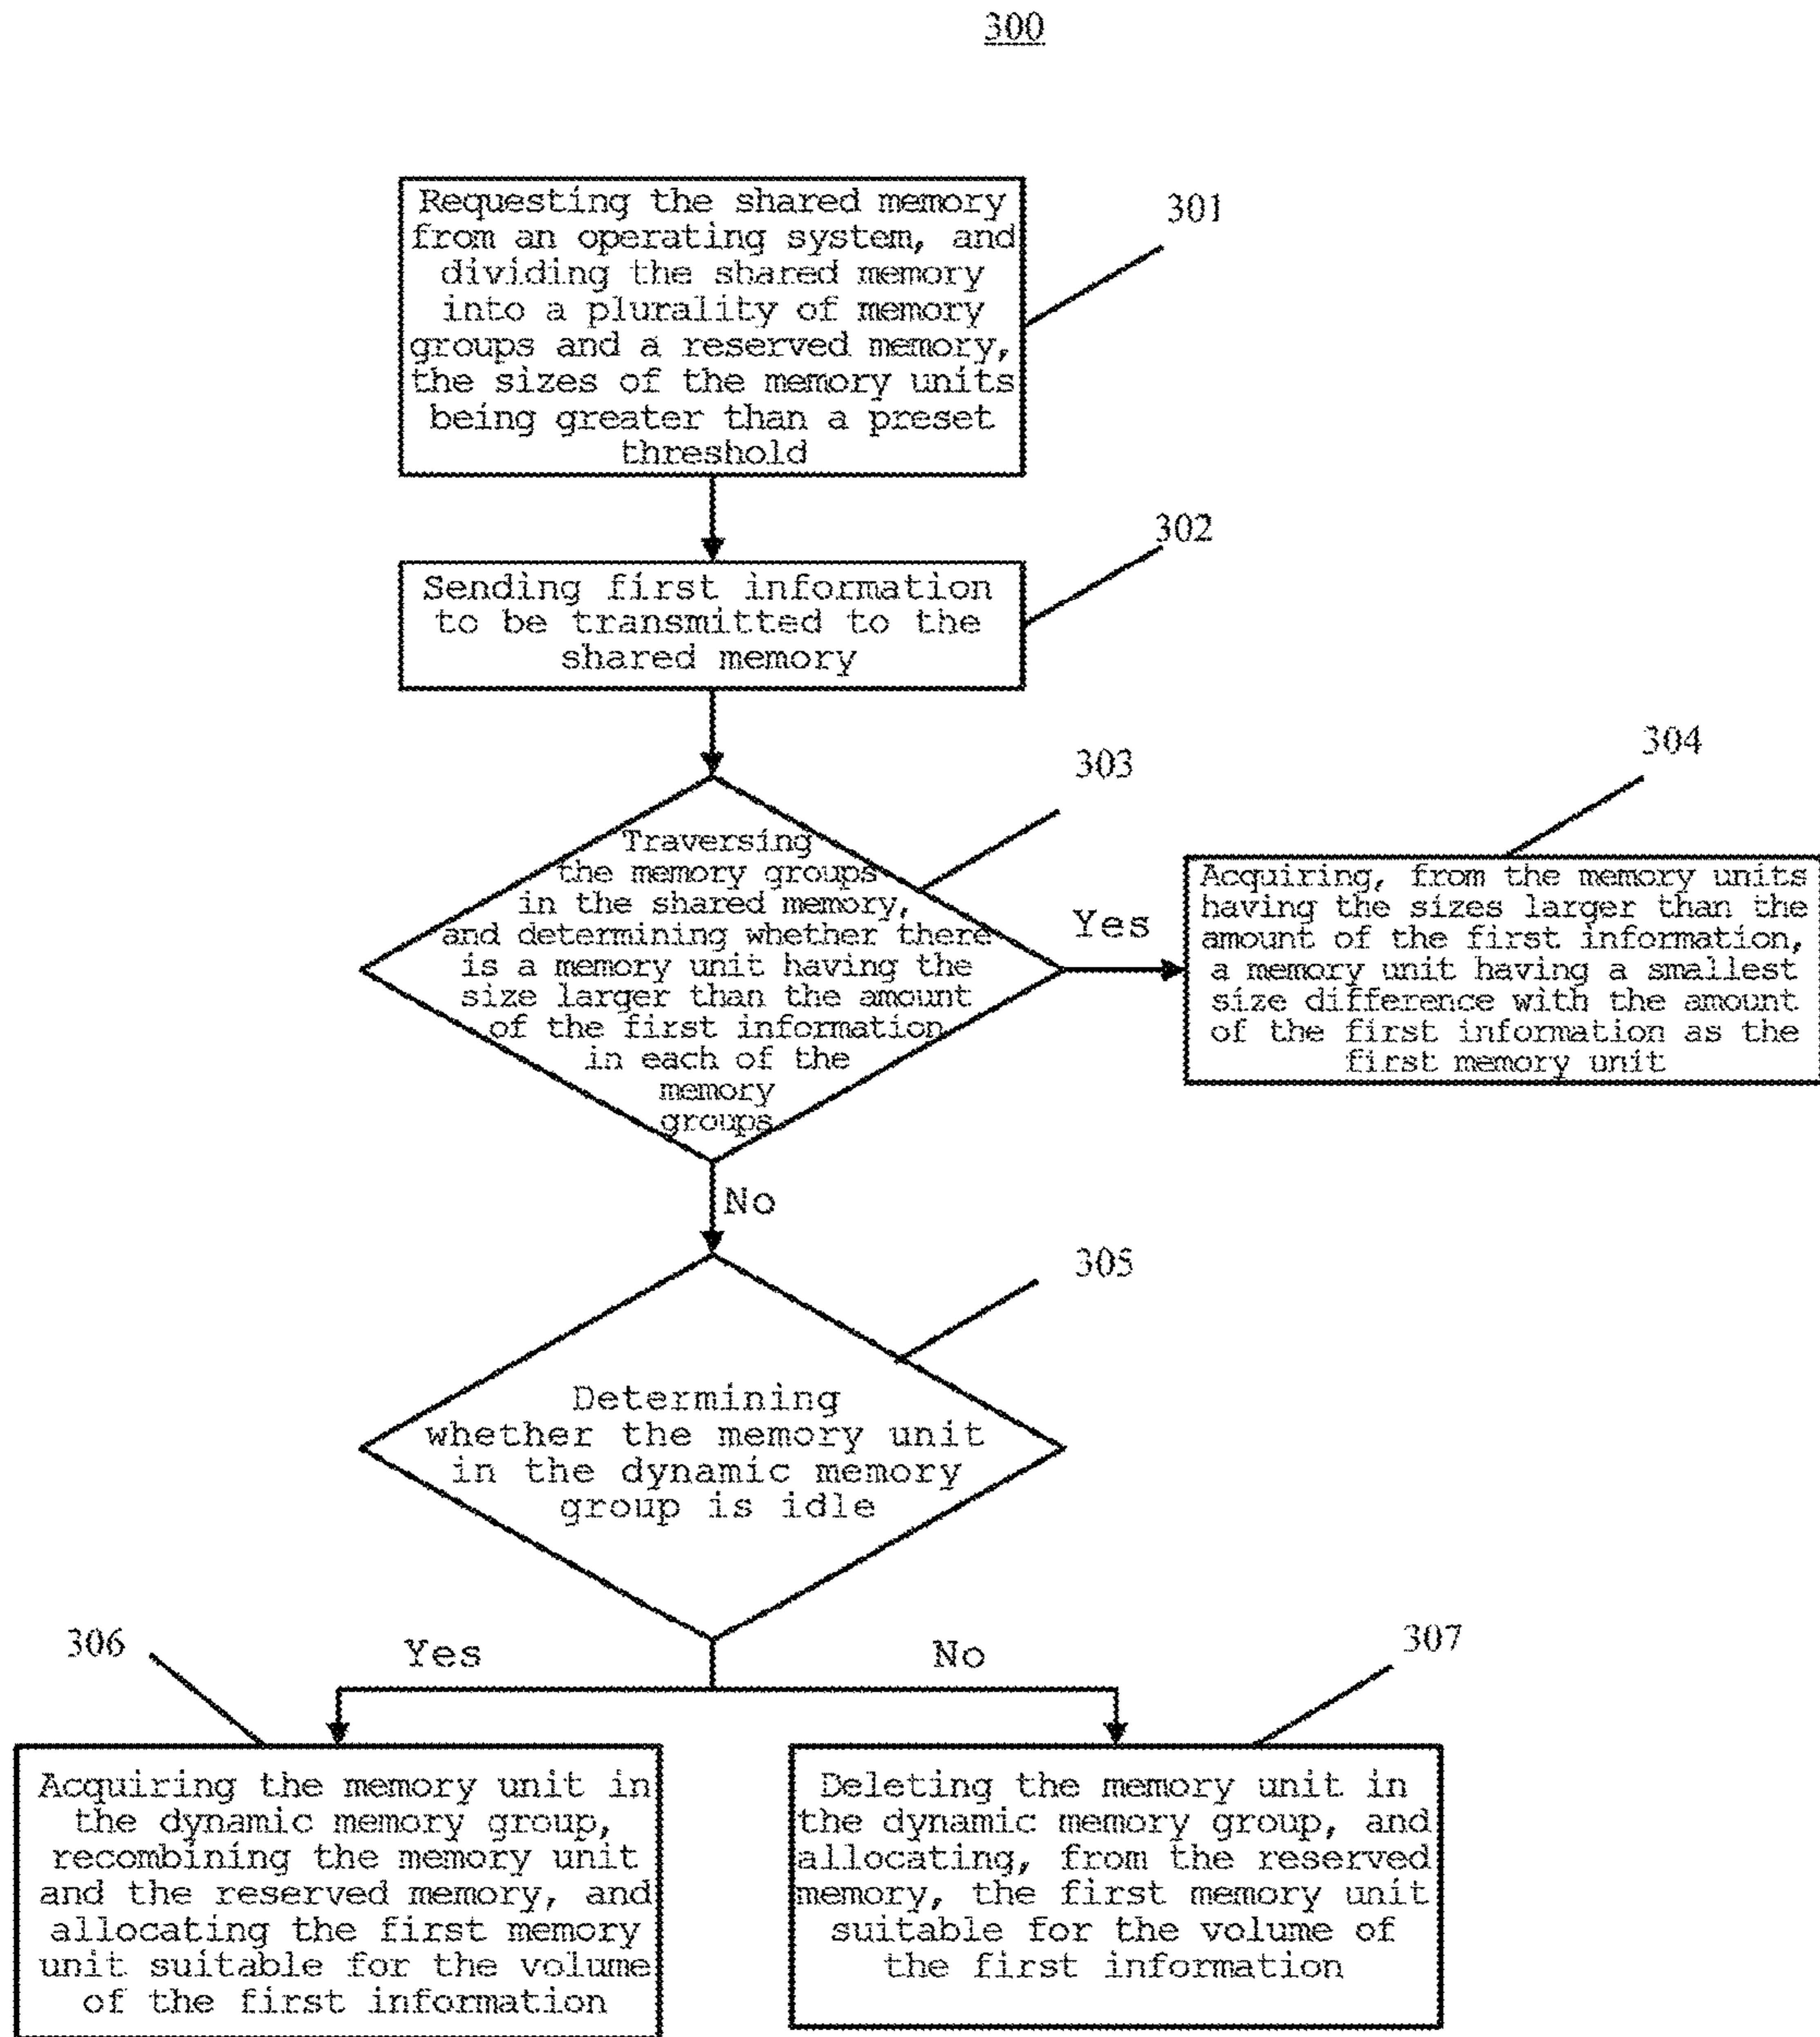 300
Requesting the shared memory
from an operating system, and
dividing the shared memory
into a plurality of memory
groups and a reserved memory,
the sizes of the memory units
being greater than a preset
threshold
301
Sending first information
to be transmitted to the
shared memory
302
Traversing
the memory groups
in the shared memory,
and determining whether there
is a memory unit having the
size larger than the amount
of the first information
in each of the
memory
groups
303
Yes
304
Acquiring, from the memory units
having the sizes larger than the
amount of the first information,
a memory unit having a smallest
size difference with the amount
of the first information as the
first memory unit
No
305
Determining
whether the memory unit
in the dynamic memory
group is idle
306
Yes
No
307
Acquiring the memory unit in
the dynamic memory group,
recombining the memory unit
and the reserved memory, and
allocating the first memory
unit suitable for the volume
of the first information
Deleting the memory unit in
the dynamic memory group, and
allocating, from the reserved
memory, the first memory unit
suitable for the volume of
the first information